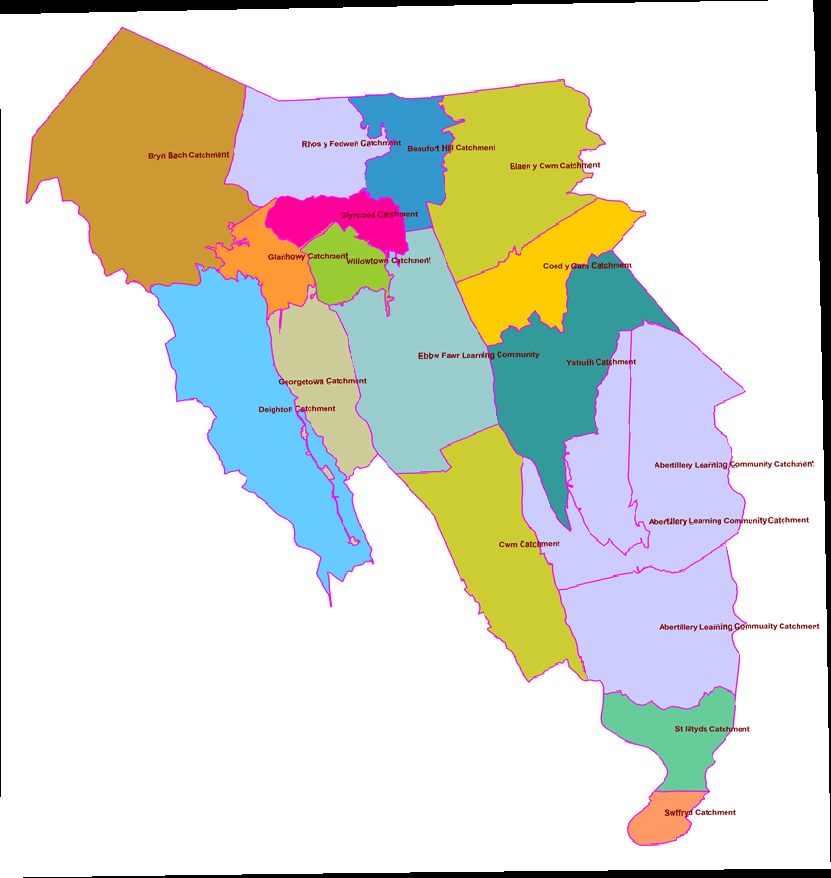 Rhos y Fedwen Catchment
Beaufort Hill Catchment
Bryn Bach Catchment
Blaen y Cwm Catchment
Glyncoed Catchment
Glanhowy Catchment
Willowtown Catchment
Coed y Garn Catchment
Ebbw Fawr Learning Community
Ystruth Catchment
Georgetown Catchment
Deighton Catchment
Abertillery Learning Community Catchment
Abertillery Learning Community Catchment
Cwm Catchment
Abertillery Learning Community Catchment
St Illtyds Catchment
Swffryd Catchment